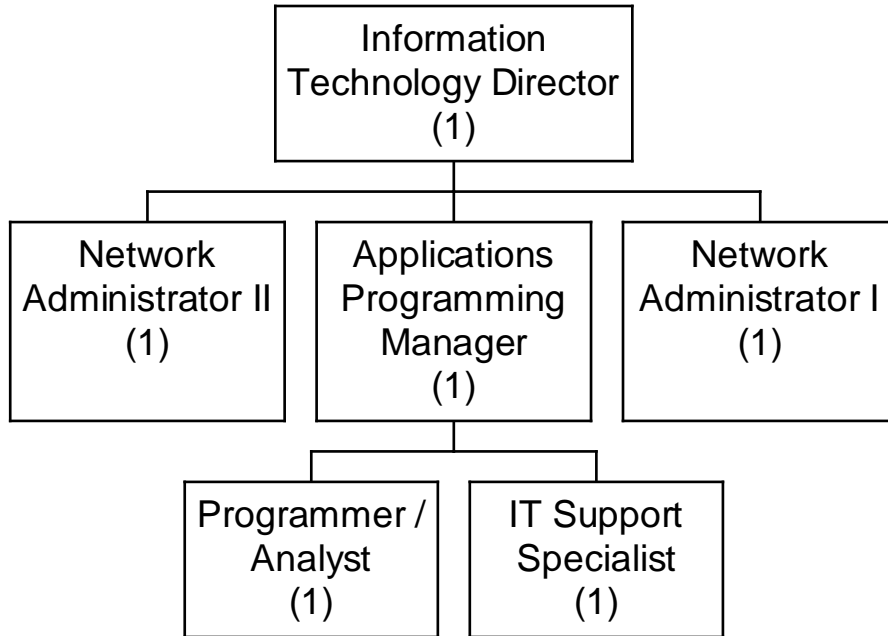 Information
Technology Director
(1)
Network
Administrator II
(1)
Applications
Programming
Manager
(1)
Network
Administrator I
(1)
Programmer /
Analyst
(1)
IT Support
Specialist
(1)